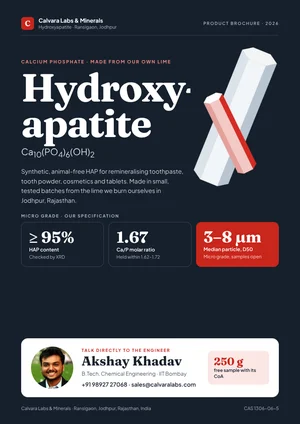 C
Calvara Labs & Minerals
Hydroxyapatite · Ransigaon, Jodhpur
PRODUCT BROCHURE · 2026
CALCIUM PHOSPHATE · MADE FROM OUR OWN LIME
Hydroxy-
apatite
Ca10(PO4)6(OH)2
Synthetic, animal-free HAP for remineralising toothpaste,
tooth powder, cosmetics and tablets. Made in small,
tested batches from the lime we burn ourselves in
Jodhpur, Rajasthan.
MICRO GRADE · OUR SPECIFICATION
≥ 95%
HAP content
Checked by XRD
1.67
Ca/P molar ratio
Held within 1.62–1.72
3–8 µm
Median particle, D50
Micro grade, samples open
TALK DIRECTLY TO THE ENGINEER
Akshay Khadav
B.Tech, Chemical Engineering · IIT Bombay
+91 98927 27068 · sales@calvaralabs.com
250 g
free sample with its
CoA
Calvara Labs & Minerals · Ransigaon, Jodhpur, Rajasthan, India
CAS 1306-06-5